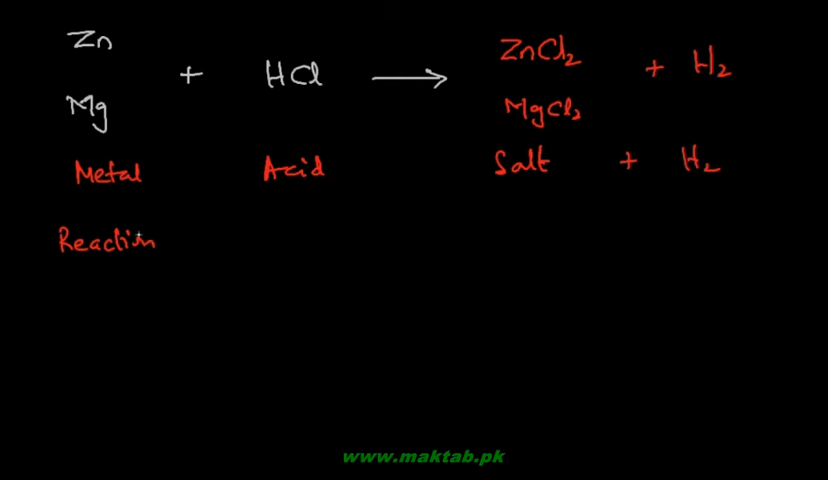 Zn
+ HCl → ZnCl₂ + H₂
Mg MgCl₂
Metal Acid Salt + H₂
Reaction
www.maktab.pk